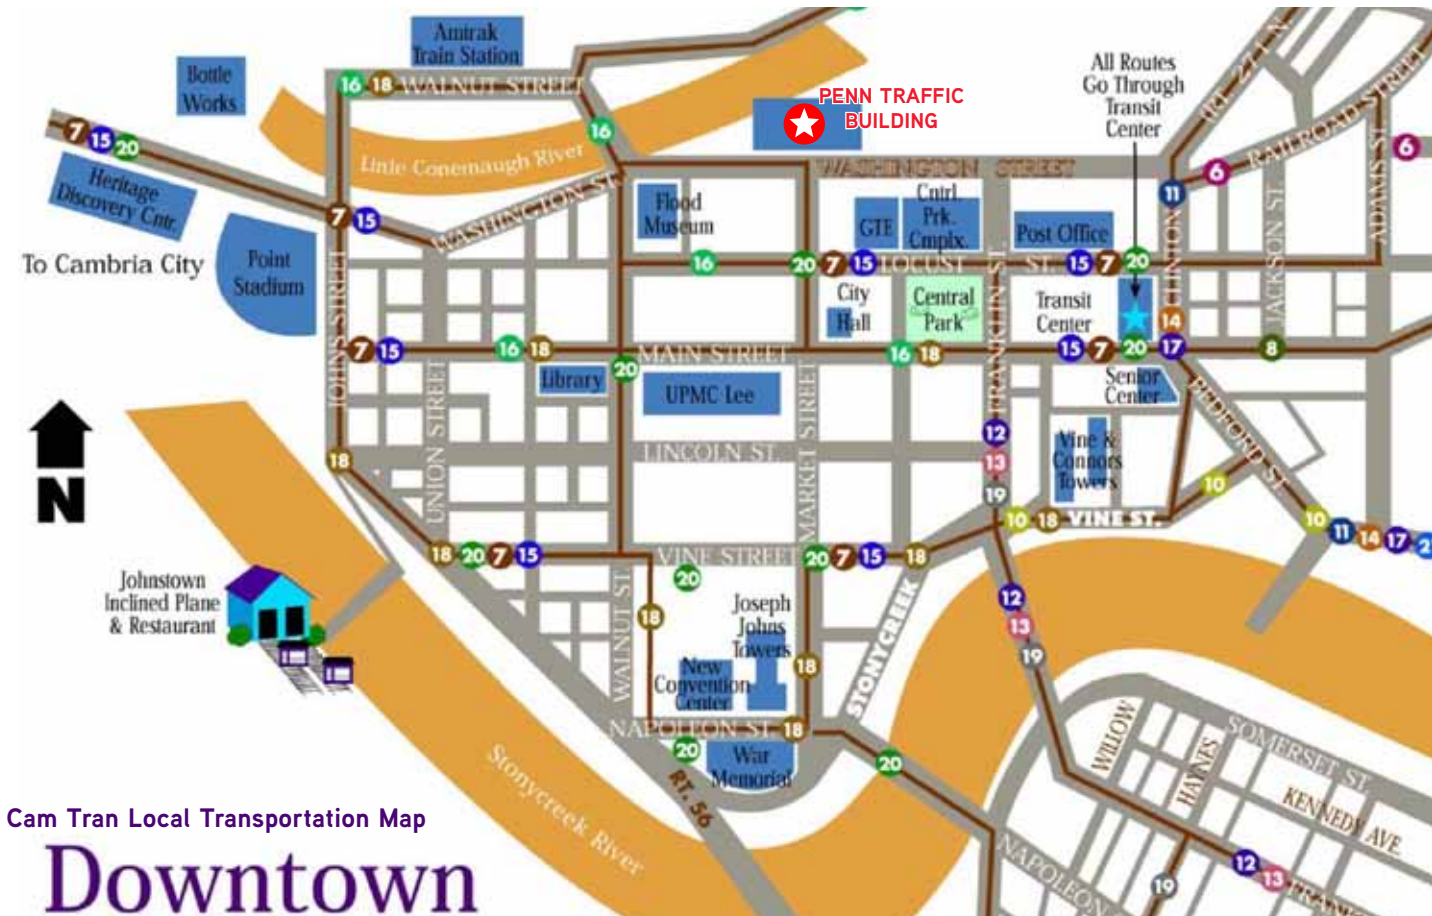 Amtrak
Train Station
Bottle
Works
16 18 WALNUT STREET
PENN TRAFFIC
BUILDING
All Routes
Go Through
Transit
Center
RT. 271 N
RAILROAD STREET
ADAMS ST.
6
6
7 15 20
16
Little Conemaugh River
Heritage
Discovery Cntr.
WASHINGTON STREET
WASHINGTON ST.
11
7 15
Flood
Museum
GTE
Cntrl.
Prk.
Cmplx.
Post Office
CLINTON
JACKSON ST.
To Cambria City
Point
Stadium
16
20 7 15 LOCUST ST. 15 7 20
City
Hall
Central
Park
Transit
Center
14
JOHNS STREET
FRANKLIN ST.
7 15
16 18
MAIN STREET
16 18
15 7 20 17
8
20
Library
UPMC Lee
Senior
Center
BEDFORD ST.
UNION STREET
MARKET STREET
LINCOLN ST.
12
13
19
Vine &
Connors
Towers
18
N
10
10 18 VINE ST.
10 11 14 17 2
18 20 7 15
VINE STREET
20 7 15 18
20
Johnstown
Inclined Plane
& Restaurant
WALNUT ST.
18
Joseph
Johns
Towers
18
STONYCREEK
12
13
19
New
Convention
Center
NAPOLEON ST. 18
20
War
Memorial
20
RT. 56
Stonycreek River
WILLOW
HAYNES
SOMERSET ST.
KENNEDY AVE.
NAPOLEON
12
13
FRANK
19
Cam Tran Local Transportation Map
Downtown